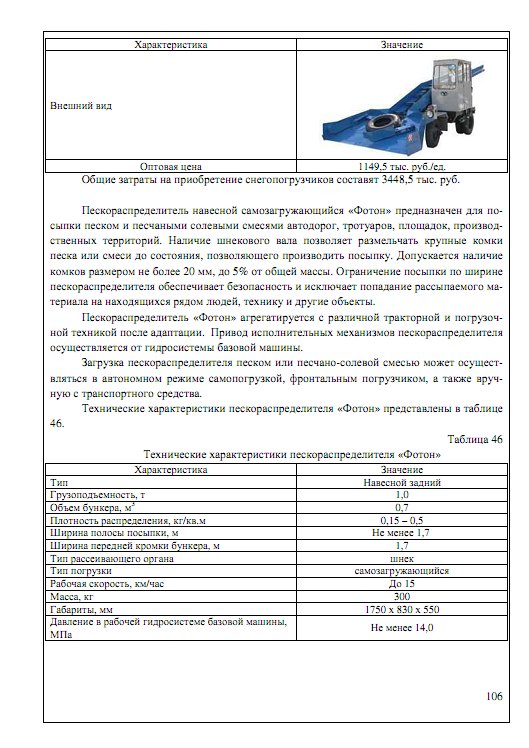 Характеристика Значение
Внешний вид
Оптовая цена 1149,5 тыс. руб./ед.
Общие затраты на приобретение снегопогрузчиков составят 3448,5 тыс. руб.
Пескораспределитель навесной самозагружающийся «Фотон» предназначен для по-
сыпки песком и песчаными солевыми смесями автодорог, тротуаров, площадок, производ-
ственных территорий. Наличие шнекового вала позволяет размельчать крупные комки
песка или смеси до состояния, позволяющего производить посыпку. Допускается наличие
комков размером не более 20 мм, до 5% от общей массы. Ограничение посыпки по ширине
пескораспределителя обеспечивает безопасность и исключает попадание рассыпаемого ма-
териала на находящихся рядом людей, технику и другие объекты.
Пескораспределитель «Фотон» агрегатируется с различной тракторной и погрузоч-
ной техникой после адаптации. Привод исполнительных механизмов пескораспределителя
осуществляется от гидросистемы базовой машины.
Загрузка пескораспределителя песком или песчано-солевой смесью может осущест-
вляться в автономном режиме самопогрузкой, фронтальным погрузчиком, а также вруч-
ную с транспортного средства.
Технические характеристики пескораспределителя «Фотон» представлены в таблице
46.
Таблица 46
Технические характеристики пескораспределителя «Фотон»
Характеристика Значение
Тип Навесной задний
Грузоподъемность, т 1,0
Объем бункера, м³ 0,7
Плотность распределения, кг/кв.м 0,15 – 0,5
Ширина полосы посыпки, м Не менее 1,7
Ширина передней кромки бункера, м 1,7
Тип рассеивающего органа шнек
Тип погрузки самозагружающийся
Рабочая скорость, км/час До 15
Масса, кг 300
Габариты, мм 1750 х 830 х 550
Давление в рабочей гидросистеме базовой машины,
МПа Не менее 14,0
106